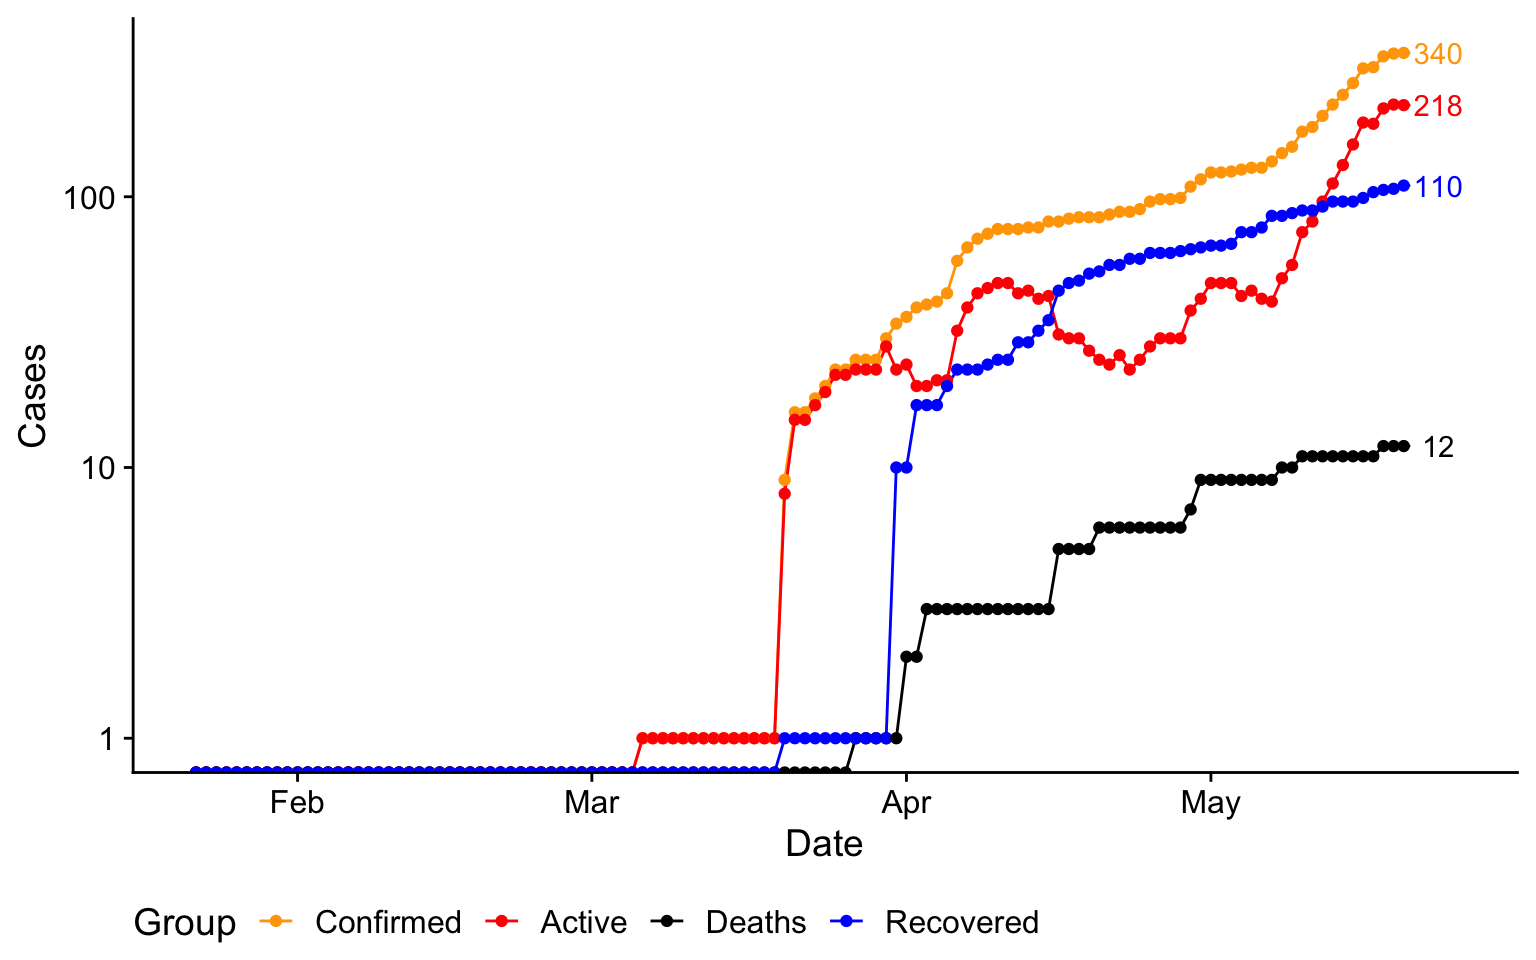 340
218
110
12
100
10
1
Cases
Feb Mar Apr May
Date
Group Confirmed Active Deaths Recovered